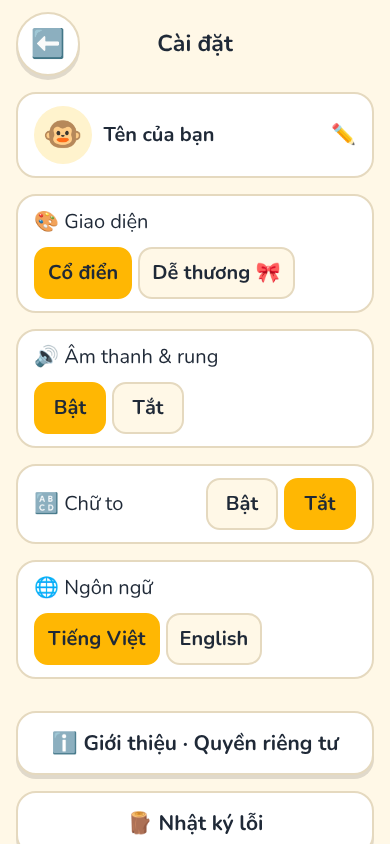 Cài đặt
Tên của bạn
Giao diện
Cổ điển
Dễ thương
Âm thanh & rung
Bật
Tắt
Chữ to
Bật
Tắt
Ngôn ngữ
Tiếng Việt
English
Giới thiệu · Quyền riêng tư
Nhật ký lỗi